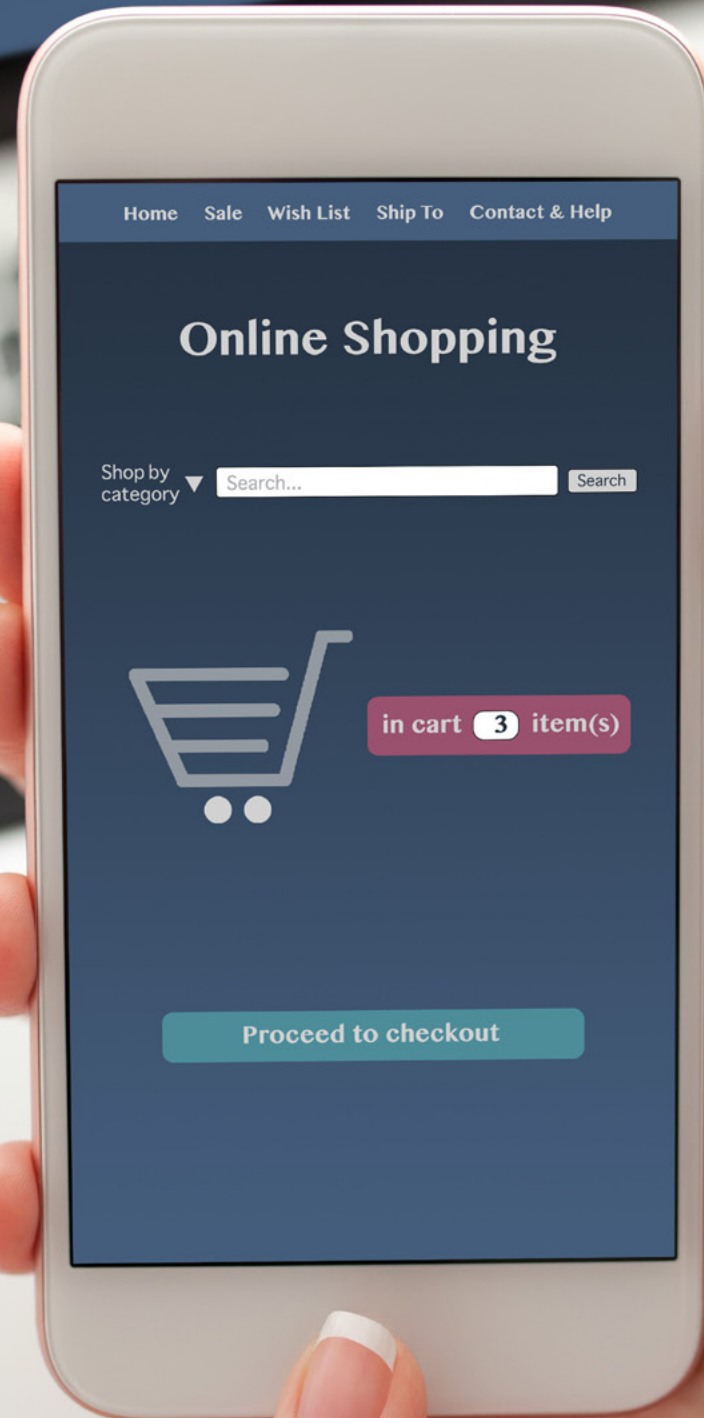 Home Sale Wish List Ship To Contact & Help
Online Shopping
Shop by
category ▼ Search... Search
in cart 3 item(s)
Proceed to checkout